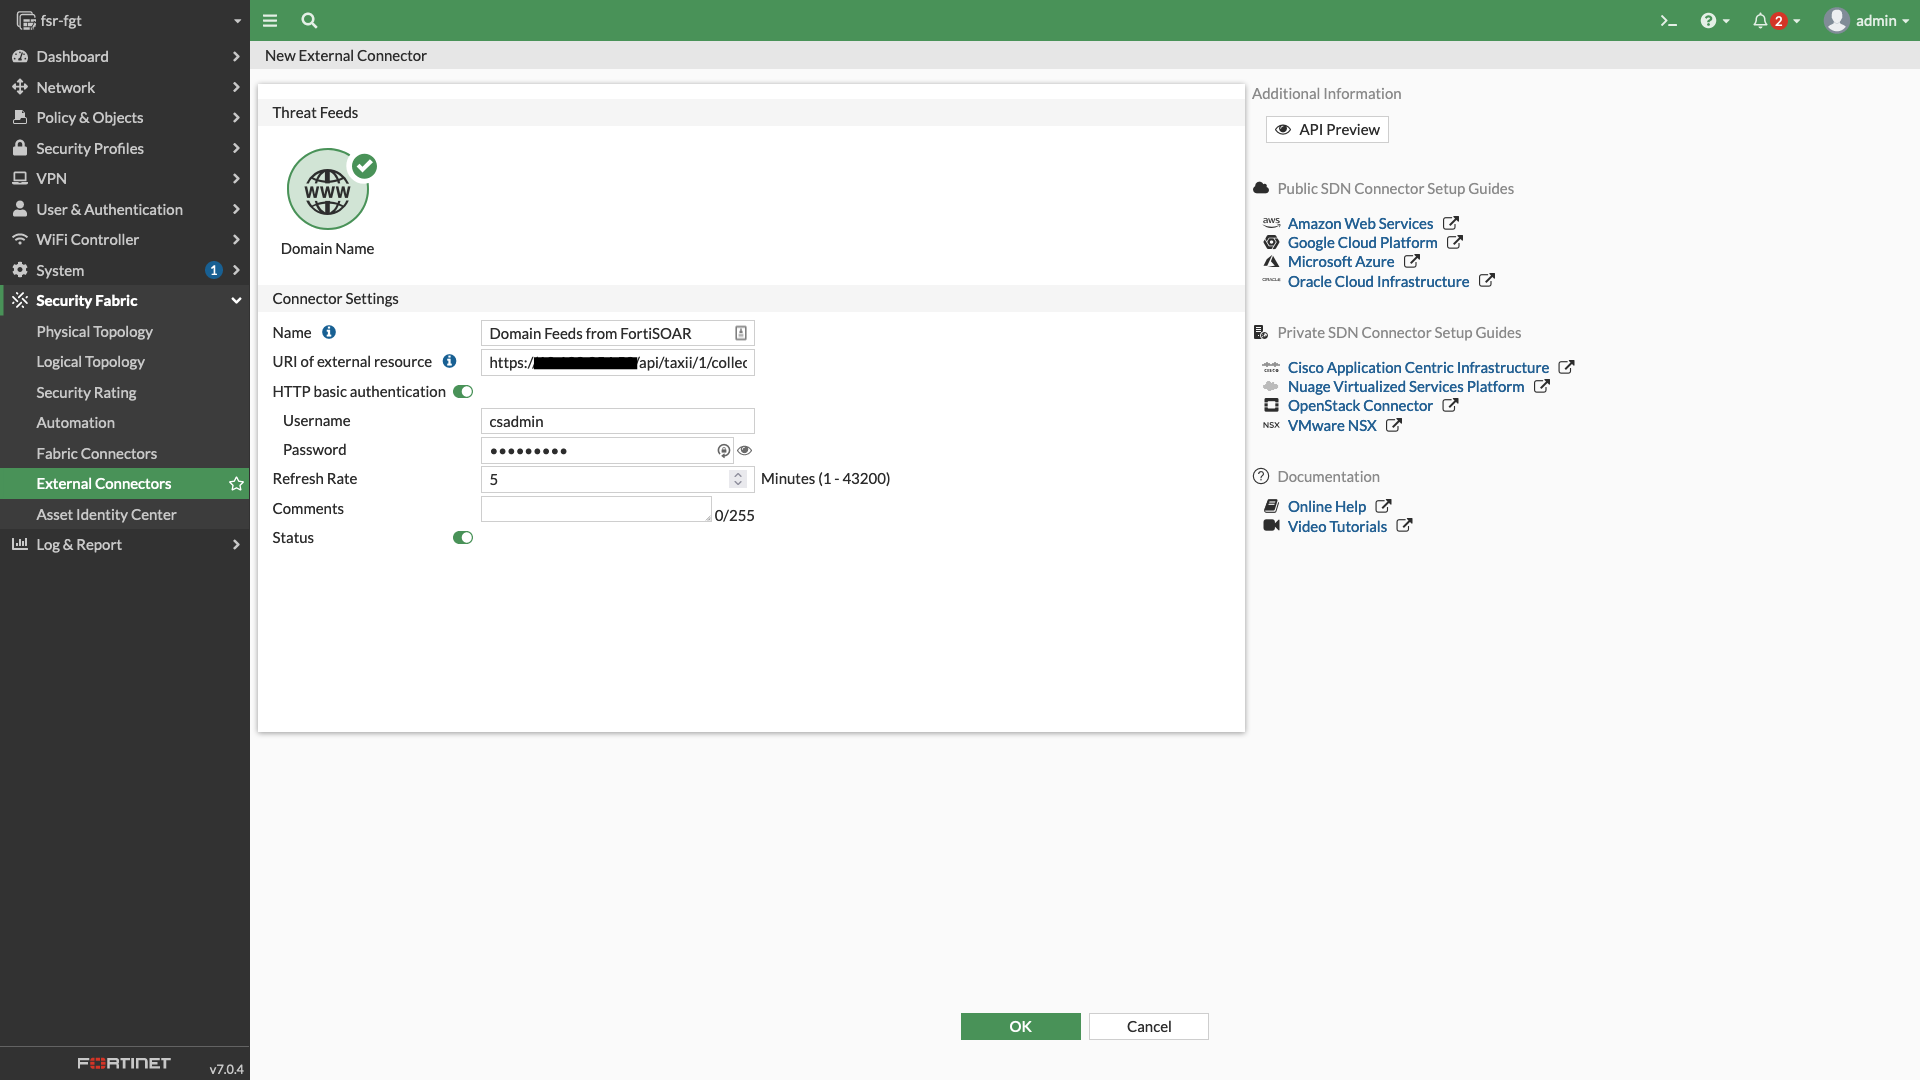 fsr-fgt
Dashboard
Network
Policy & Objects
Security Profiles
VPN
User & Authentication
WiFi Controller
System 1
Security Fabric
Physical Topology
Logical Topology
Security Rating
Automation
Fabric Connectors
External Connectors
Asset Identity Center
Log & Report
FORTINET
v7.0.4
>_ ? 2 admin
New External Connector
Threat Feeds
WWW
Domain Name
Connector Settings
Name Domain Feeds from FortiSOAR
URI of external resource https:/ /api/taxii/1/collec
HTTP basic authentication
Username csadmin
Password •••••••••
Refresh Rate 5 Minutes (1 - 43200)
Comments 0/255
Status
OK Cancel
Additional Information
API Preview
Public SDN Connector Setup Guides
aws Amazon Web Services
Google Cloud Platform
Microsoft Azure
ORACLE Oracle Cloud Infrastructure
Private SDN Connector Setup Guides
CISCO Cisco Application Centric Infrastructure
Nuage Virtualized Services Platform
OpenStack Connector
NSX VMware NSX
? Documentation
Online Help
Video Tutorials